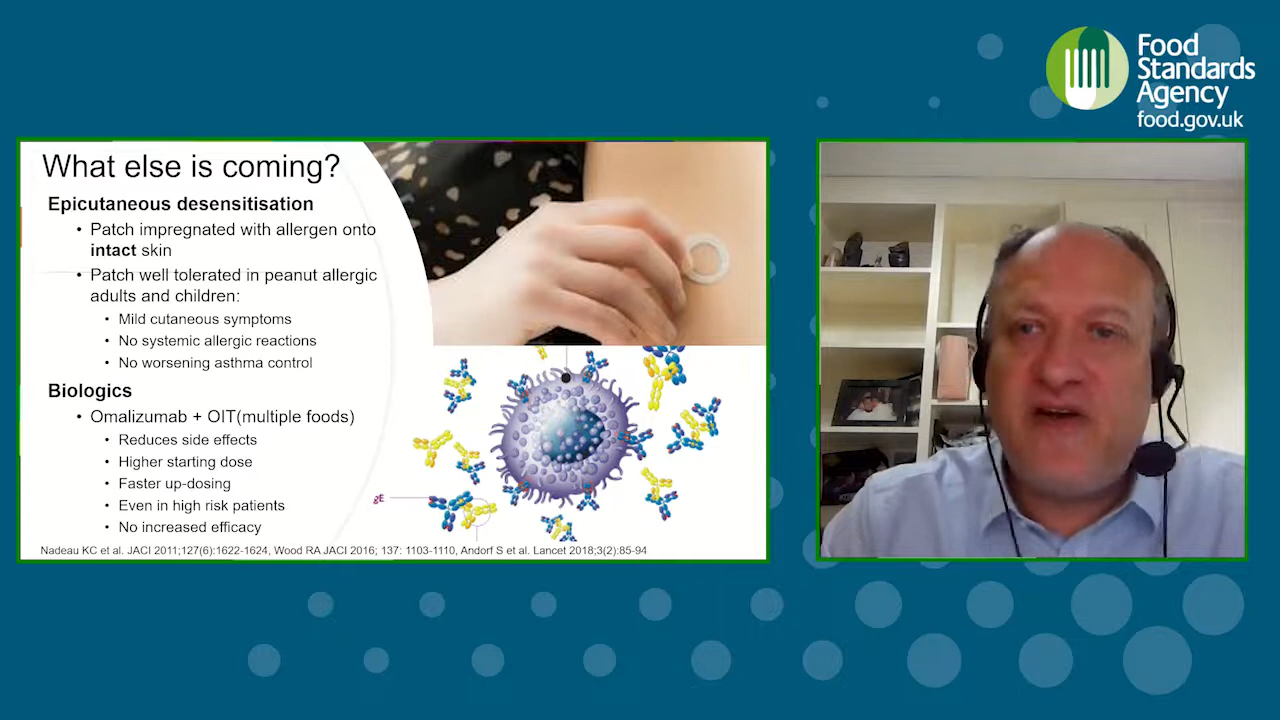 Food
Standards
Agency
food.gov.uk
What else is coming?
Epicutaneous desensitisation
• Patch impregnated with allergen onto
intact skin
• Patch well tolerated in peanut allergic
adults and children:
• Mild cutaneous symptoms
• No systemic allergic reactions
• No worsening asthma control
Biologics
• Omalizumab + OIT(multiple foods)
• Reduces side effects
• Higher starting dose
• Faster up-dosing
• Even in high risk patients
• No increased efficacy
gE
Nadeau KC et al. JACI 2011;127(6):1622-1624, Wood RA JACI 2016; 137: 1103-1110, Andorf S et al. Lancet 2018;3(2):85-94